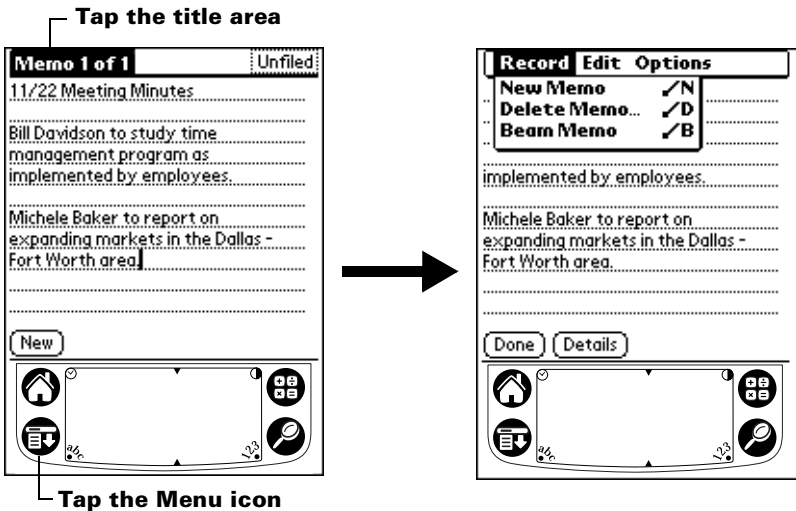 Tap the title area
Memo 1 of 1
Unfiled
11/22 Meeting Minutes
Bill Davidson to study time
management program as
implemented by employees.
Michele Baker to report on
expanding markets in the Dallas -
Fort Worth area.
New
abc
123
Tap the Menu icon
Record Edit Options
New Memo /N
Delete Memo... /D
Beam Memo /B
implemented by employees.
Michele Baker to report on
expanding markets in the Dallas -
Fort Worth area.
Done Details
abc
123